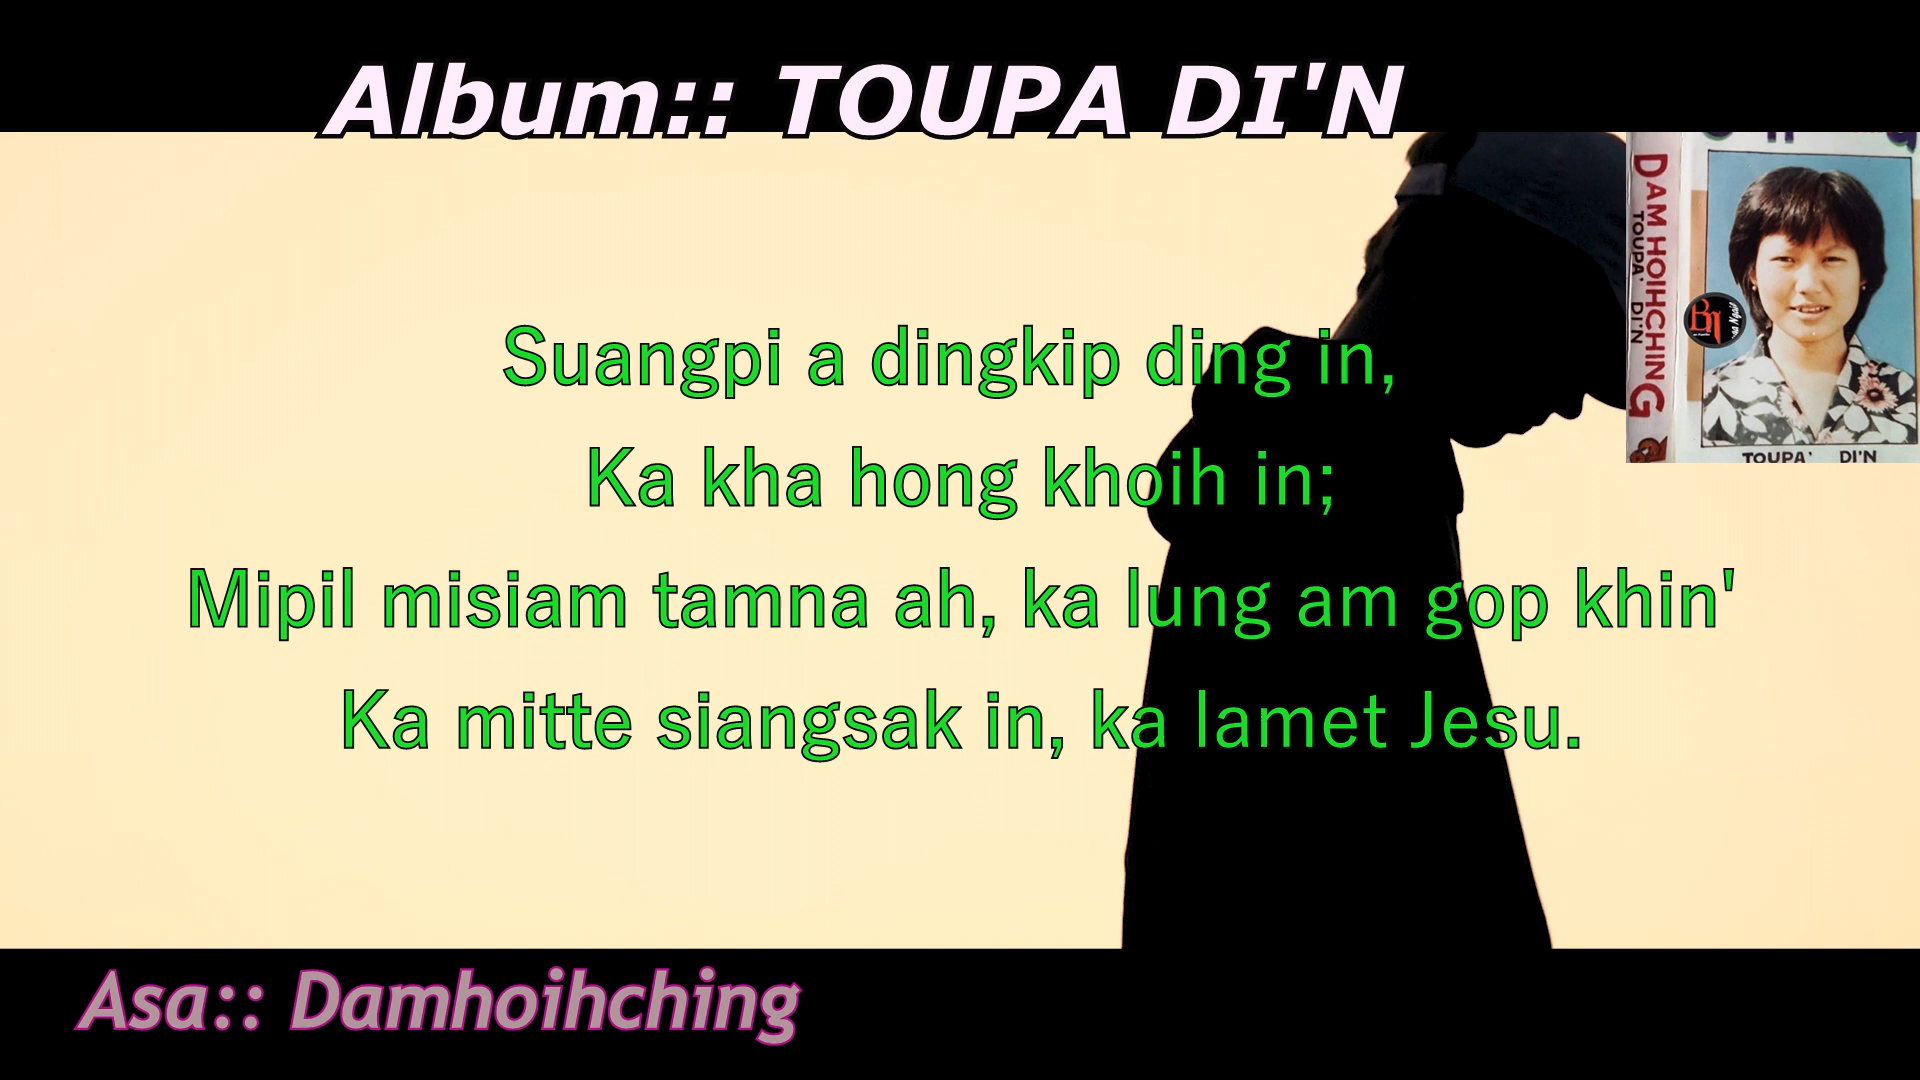 Album:: TOUPA DI'N
DAM HOIHCHING
TOUPA' DI'N
TOUPA' DI'N
Suangpi a dingkip ding in,
Ka kha hong khoih in;
Mipil misiam tamna ah, ka lung am gop khin'
Ka mitte siangsak in, ka lamet Jesu.
Asa:: Damhoihching